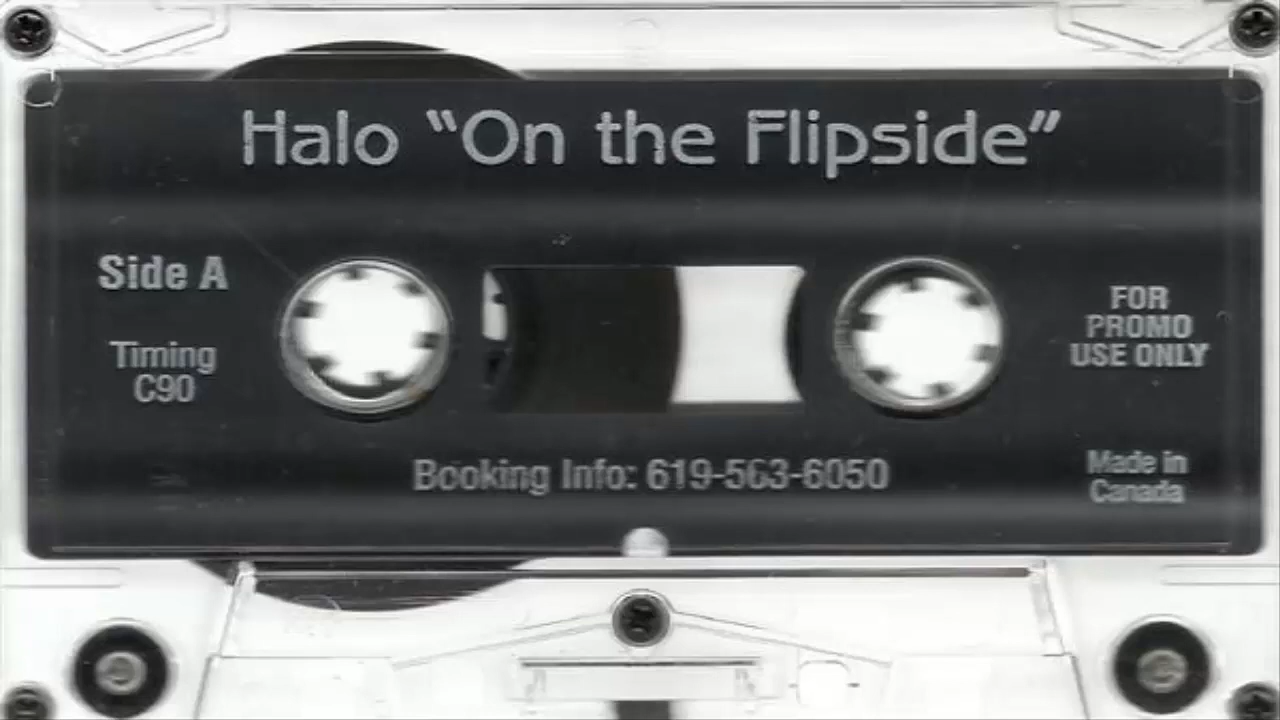 Halo “On the Flipside”
Side A
Timing
C90
FOR
PROMO
USE ONLY
Booking Info: 619-563-6050
Made in
Canada